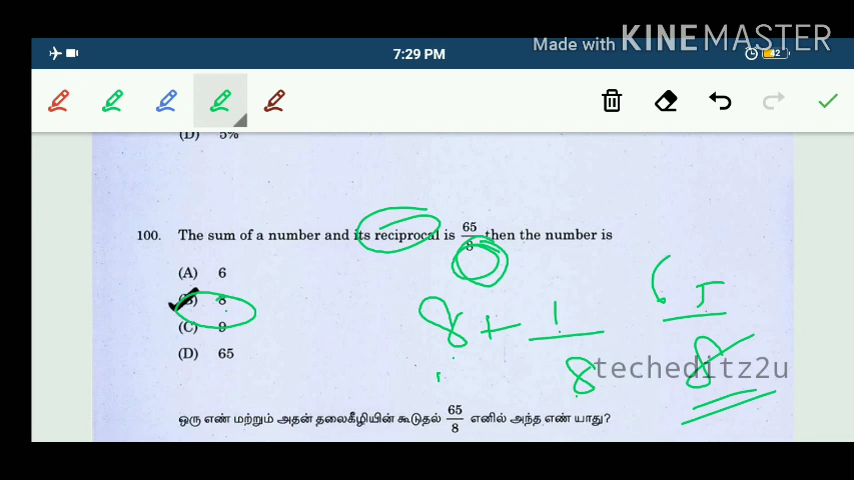 Made with KINEMASTER
7:29 PM
42
(D) 5%
100. The sum of a number and its reciprocal is 65/8 then the number is
(A) 6
(B) 8
(C) 9
(D) 65
8 + 1/8
65/8
techeditz2u
ஒரு எண் மற்றும் அதன் தலைகீழியின் கூடுதல் 65/8 எனில் அந்த எண் யாது?